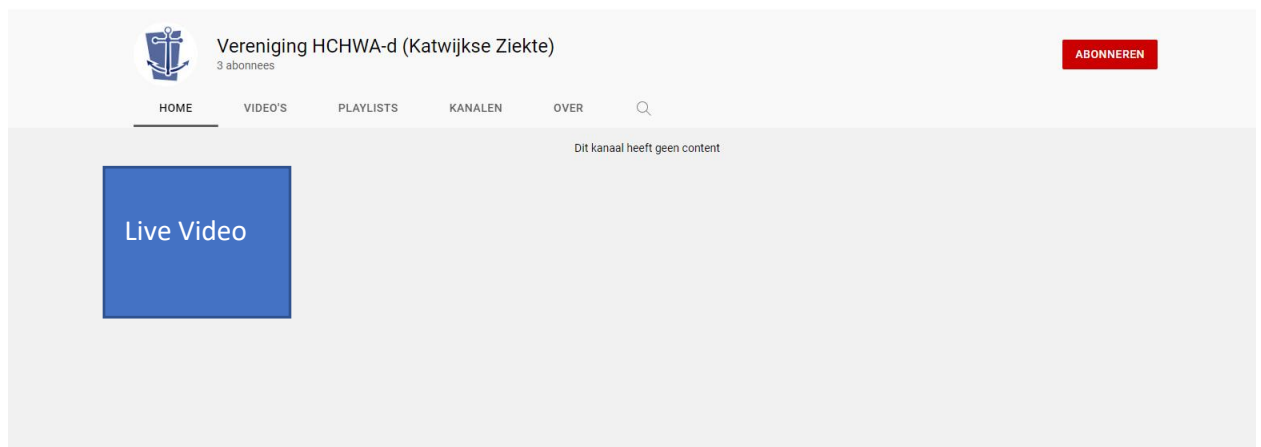 Vereniging HCHWA-d (Katwijkse Ziekte)
3 abonnees
ABONNEREN
HOME VIDEO'S PLAYLISTS KANALEN OVER
Dit kanaal heeft geen content
Live Video